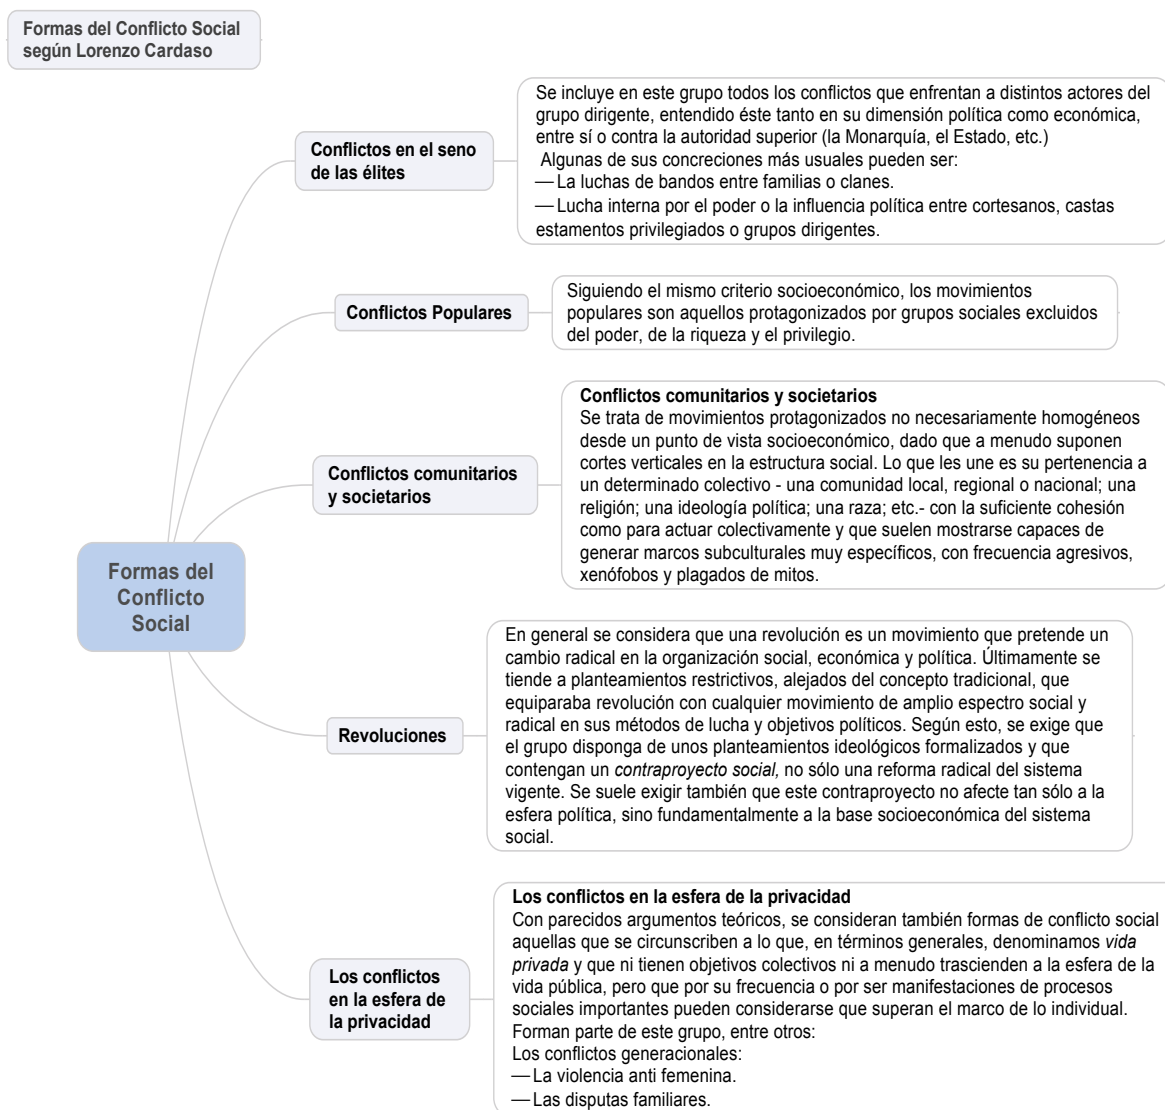 Formas del Conflicto Social
según Lorenzo Cardaso
Conflictos en el seno
de las élites
Se incluye en este grupo todos los conflictos que enfrentan a distintos actores del
grupo dirigente, entendido éste tanto en su dimensión política como económica,
entre sí o contra la autoridad superior (la Monarquía, el Estado, etc.)
Algunas de sus concreciones más usuales pueden ser:
— La luchas de bandos entre familias o clanes.
— Lucha interna por el poder o la influencia política entre cortesanos, castas
estamentos privilegiados o grupos dirigentes.
Conflictos Populares
Siguiendo el mismo criterio socioeconómico, los movimientos
populares son aquellos protagonizados por grupos sociales excluidos
del poder, de la riqueza y el privilegio.
Conflictos comunitarios
y societarios
Conflictos comunitarios y societarios
Se trata de movimientos protagonizados no necesariamente homogéneos
desde un punto de vista socioeconómico, dado que a menudo suponen
cortes verticales en la estructura social. Lo que les une es su pertenencia a
un determinado colectivo - una comunidad local, regional o nacional; una
religión; una ideología política; una raza; etc.- con la suficiente cohesión
como para actuar colectivamente y que suelen mostrarse capaces de
generar marcos subculturales muy específicos, con frecuencia agresivos,
xenófobos y plagados de mitos.
Formas del
Conflicto
Social
Revoluciones
En general se considera que una revolución es un movimiento que pretende un
cambio radical en la organización social, económica y política. Últimamente se
tiende a planteamientos restrictivos, alejados del concepto tradicional, que
equiparaba revolución con cualquier movimiento de amplio espectro social y
radical en sus métodos de lucha y objetivos políticos. Según esto, se exige que
el grupo disponga de unos planteamientos ideológicos formalizados y que
contengan un contraproyecto social, no sólo una reforma radical del sistema
vigente. Se suele exigir también que este contraproyecto no afecte tan sólo a la
esfera política, sino fundamentalmente a la base socioeconómica del sistema
social.
Los conflictos
en la esfera de
la privacidad
Los conflictos en la esfera de la privacidad
Con parecidos argumentos teóricos, se consideran también formas de conflicto social
aquellas que se circunscriben a lo que, en términos generales, denominamos vida
privada y que ni tienen objetivos colectivos ni a menudo trascienden a la esfera de la
vida pública, pero que por su frecuencia o por ser manifestaciones de procesos
sociales importantes pueden considerarse que superan el marco de lo individual.
Forman parte de este grupo, entre otros:
Los conflictos generacionales:
— La violencia anti femenina.
— Las disputas familiares.